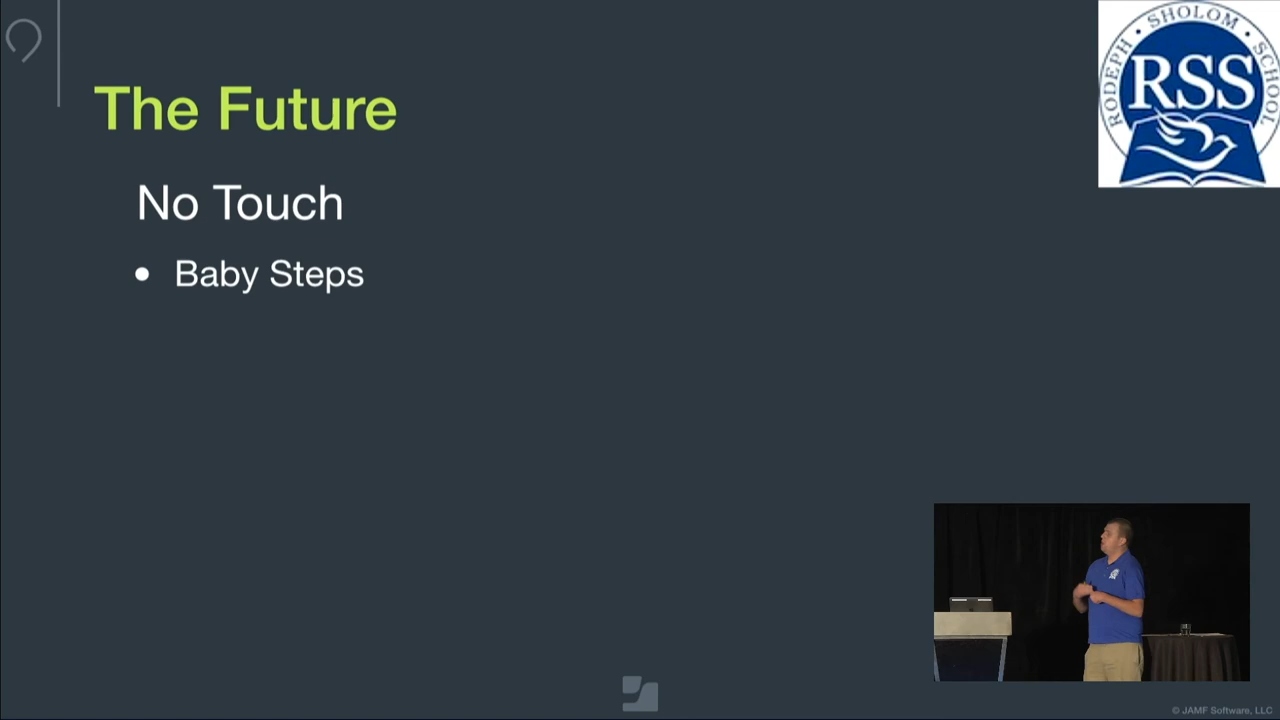 The Future
No Touch
• Baby Steps
RODEPH • SHOLOM • SCHOOL
RSS
© JAMF Software, LLC